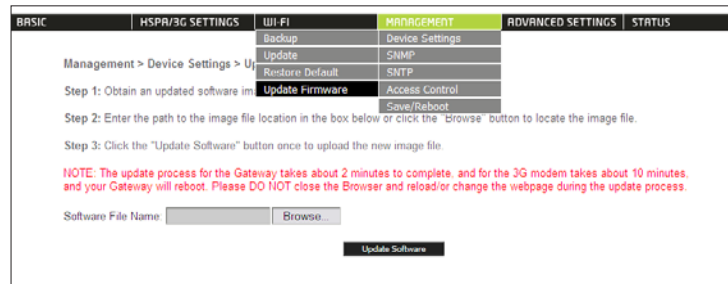 BASIC HSPA/3G SETTINGS WI-FI MANAGEMENT ADVANCED SETTINGS STATUS
Backup Device Settings
Update SNMP
Restore Default SNTP
Update Firmware Access Control
Save/Reboot
Management > Device Settings > Up
Step 1: Obtain an updated software im
Step 2: Enter the path to the image file location in the box below or click the "Browse" button to locate the image file.
Step 3: Click the "Update Software" button once to upload the new image file.
NOTE: The update process for the Gateway takes about 2 minutes to complete, and for the 3G modem takes about 10 minutes,
and your Gateway will reboot. Please DO NOT close the Browser and reload/or change the webpage during the update process.
Software File Name: Browse...
Update Software